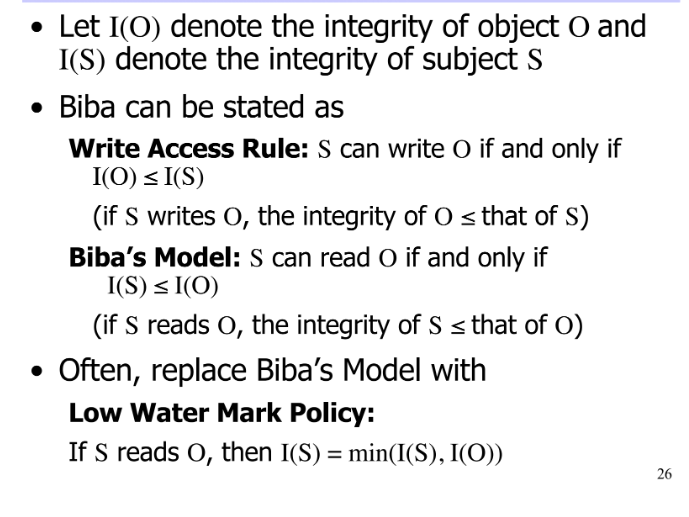 • Let I(O) denote the integrity of object O and
I(S) denote the integrity of subject S
• Biba can be stated as
Write Access Rule: S can write O if and only if
I(O) ≤ I(S)
(if S writes O, the integrity of O ≤ that of S)
Biba’s Model: S can read O if and only if
I(S) ≤ I(O)
(if S reads O, the integrity of S ≤ that of O)
• Often, replace Biba’s Model with
Low Water Mark Policy:
If S reads O, then I(S) = min(I(S), I(O))
26